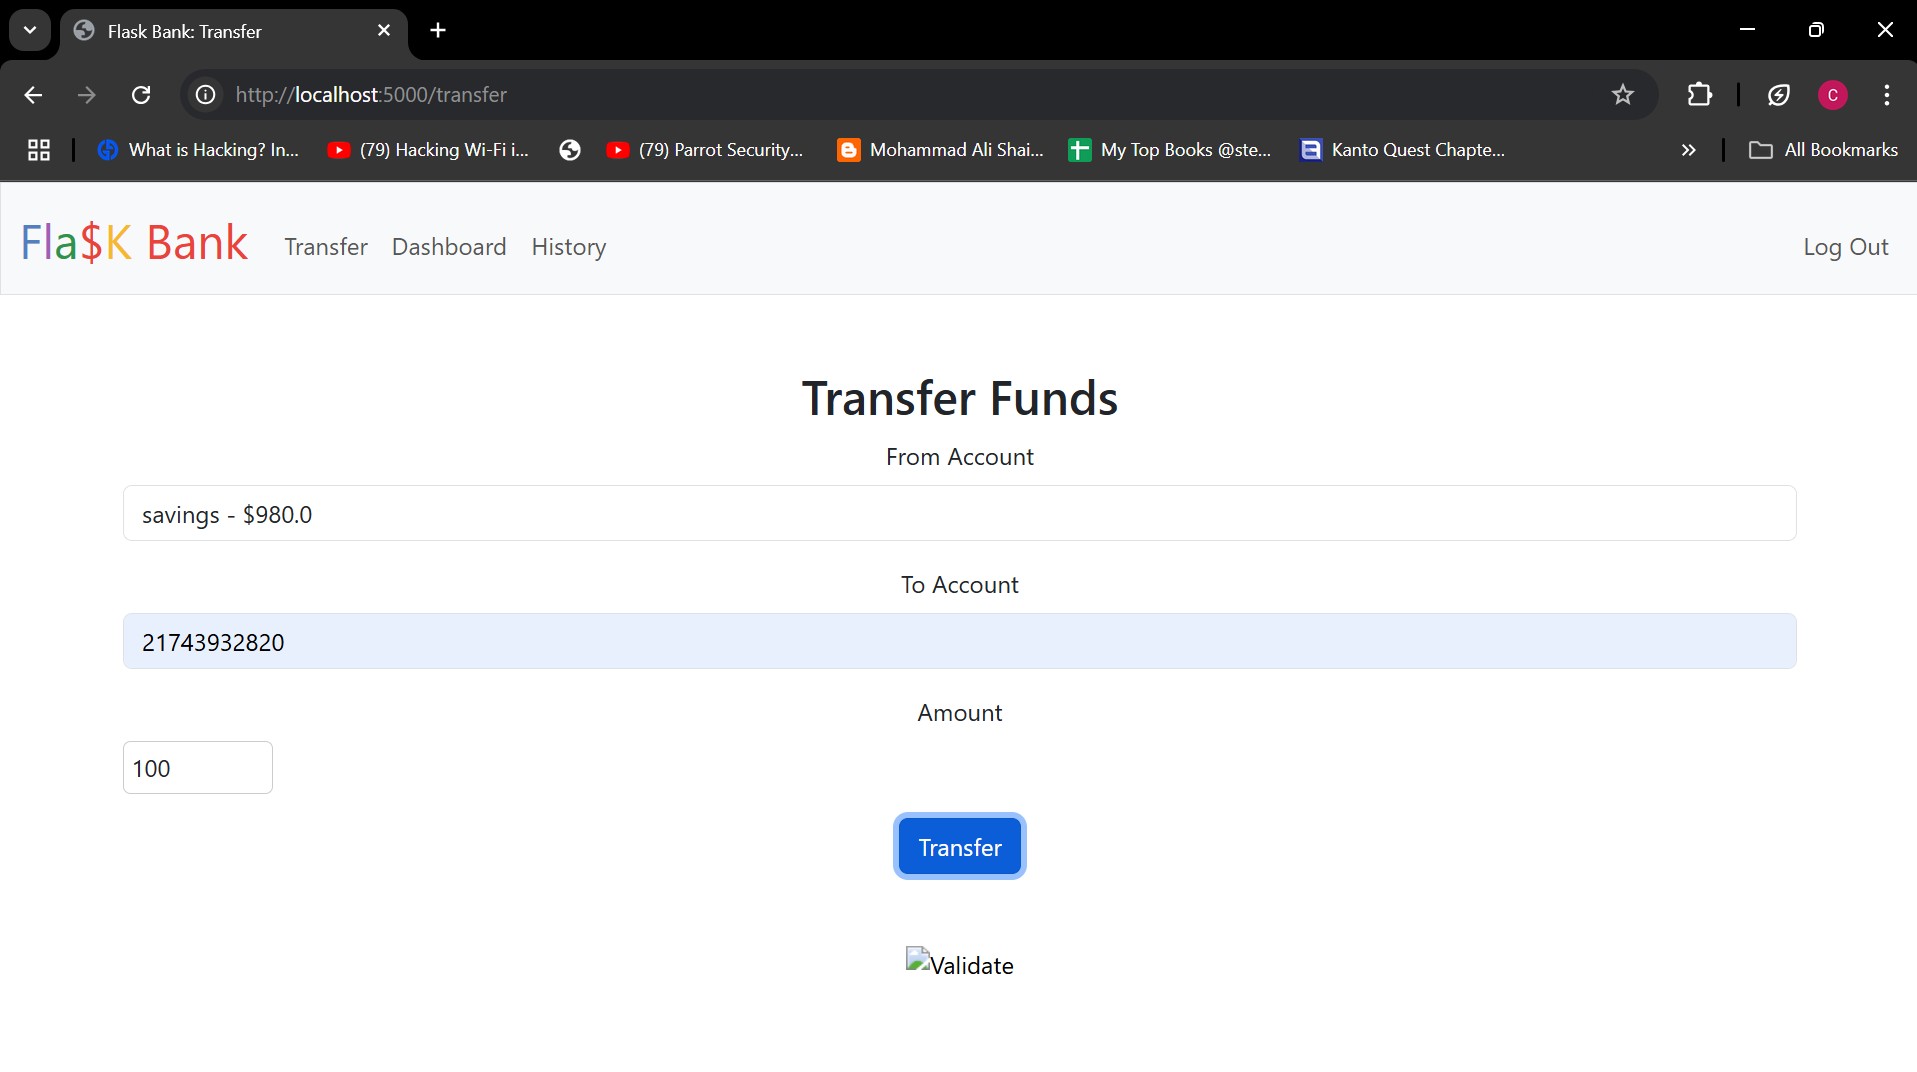 Flask Bank: Transfer
http://localhost:5000/transfer
C
What is Hacking? In...
(79) Hacking Wi-Fi i...
(79) Parrot Security...
Mohammad Ali Shai...
My Top Books @ste...
Kanto Quest Chapte...
All Bookmarks
Fla$K Bank
Transfer
Dashboard
History
Log Out
Transfer Funds
From Account
savings - $980.0
To Account
21743932820
Amount
100
Transfer
Validate